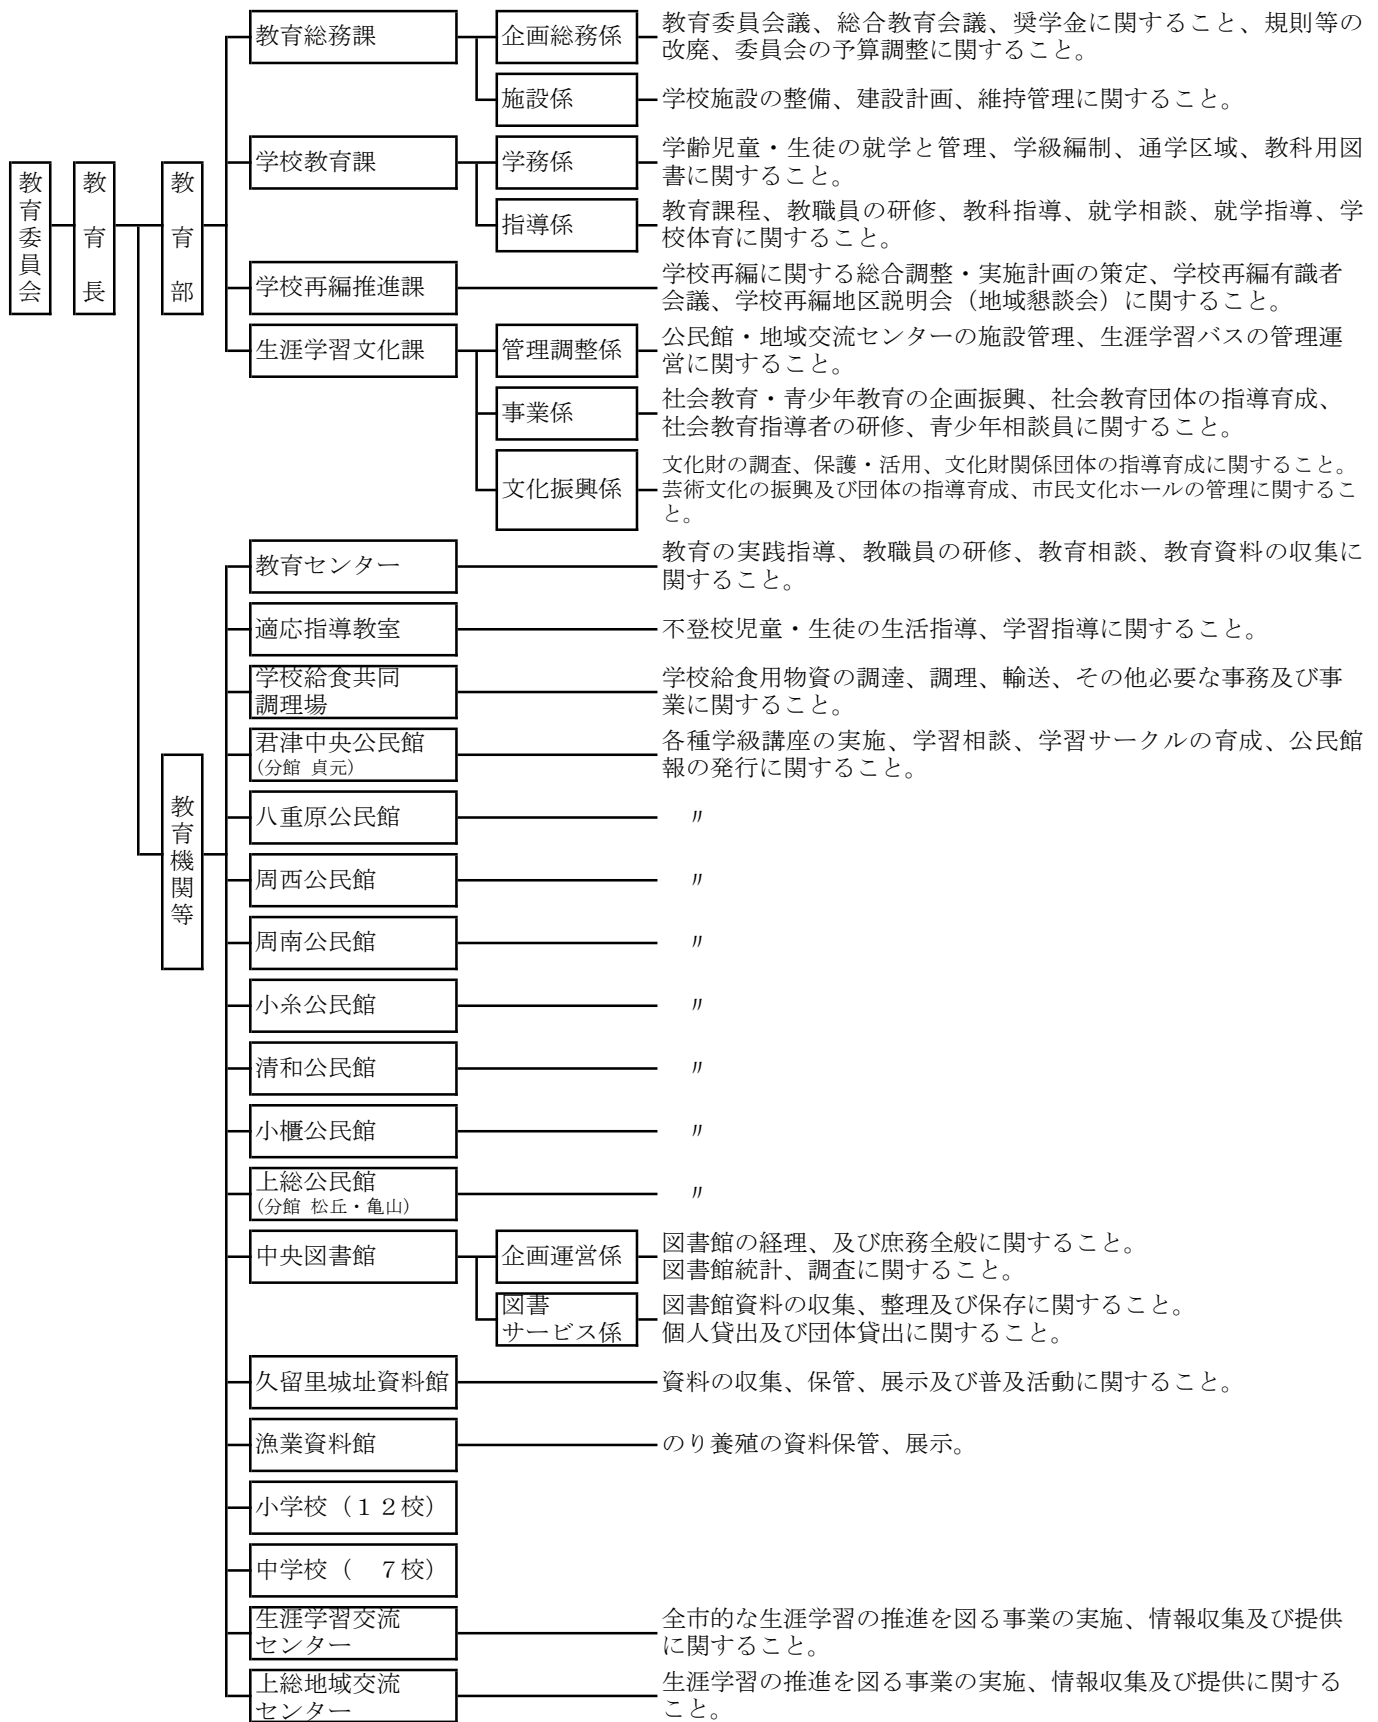 教育委員会
教育長
教育部
教育総務課
企画総務係
教育委員会議、総合教育会議、奨学金に関すること、規則等の
改廃、委員会の予算調整に関すること。
施設係
学校施設の整備、建設計画、維持管理に関すること。
学校教育課
学務係
学齢児童・生徒の就学と管理、学級編制、通学区域、教科用図
書に関すること。
指導係
教育課程、教職員の研修、教科指導、就学相談、就学指導、学
校体育に関すること。
学校再編推進課
学校再編に関する総合調整・実施計画の策定、学校再編有識者
会議、学校再編地区説明会（地域懇談会）に関すること。
生涯学習文化課
管理調整係
公民館・地域交流センターの施設管理、生涯学習バスの管理運
営に関すること。
事業係
社会教育・青少年教育の企画振興、社会教育団体の指導育成、
社会教育指導者の研修、青少年相談員に関すること。
文化振興係
文化財の調査、保護・活用、文化財関係団体の指導育成に関すること。
芸術文化の振興及び団体の指導育成、市民文化ホールの管理に関するこ
と。
教育機関等
教育センター
教育の実践指導、教職員の研修、教育相談、教育資料の収集に
関すること。
適応指導教室
不登校児童・生徒の生活指導、学習指導に関すること。
学校給食共同
調理場
学校給食用物資の調達、調理、輸送、その他必要な事務及び事
業に関すること。
君津中央公民館
(分館 貞元)
各種学級講座の実施、学習相談、学習サークルの育成、公民館
報の発行に関すること。
八重原公民館
〃
周西公民館
〃
周南公民館
〃
小糸公民館
〃
清和公民館
〃
小櫃公民館
〃
上総公民館
(分館 松丘・亀山)
〃
中央図書館
企画運営係
図書館の経理、及び庶務全般に関すること。
図書館統計、調査に関すること。
図書
サービス係
図書館資料の収集、整理及び保存に関すること。
個人貸出及び団体貸出に関すること。
久留里城址資料館
資料の収集、保管、展示及び普及活動に関すること。
漁業資料館
のり養殖の資料保管、展示。
小学校（１２校）
中学校（　７校）
生涯学習交流
センター
全市的な生涯学習の推進を図る事業の実施、情報収集及び提供
に関すること。
上総地域交流
センター
生涯学習の推進を図る事業の実施、情報収集及び提供に関する
こと。